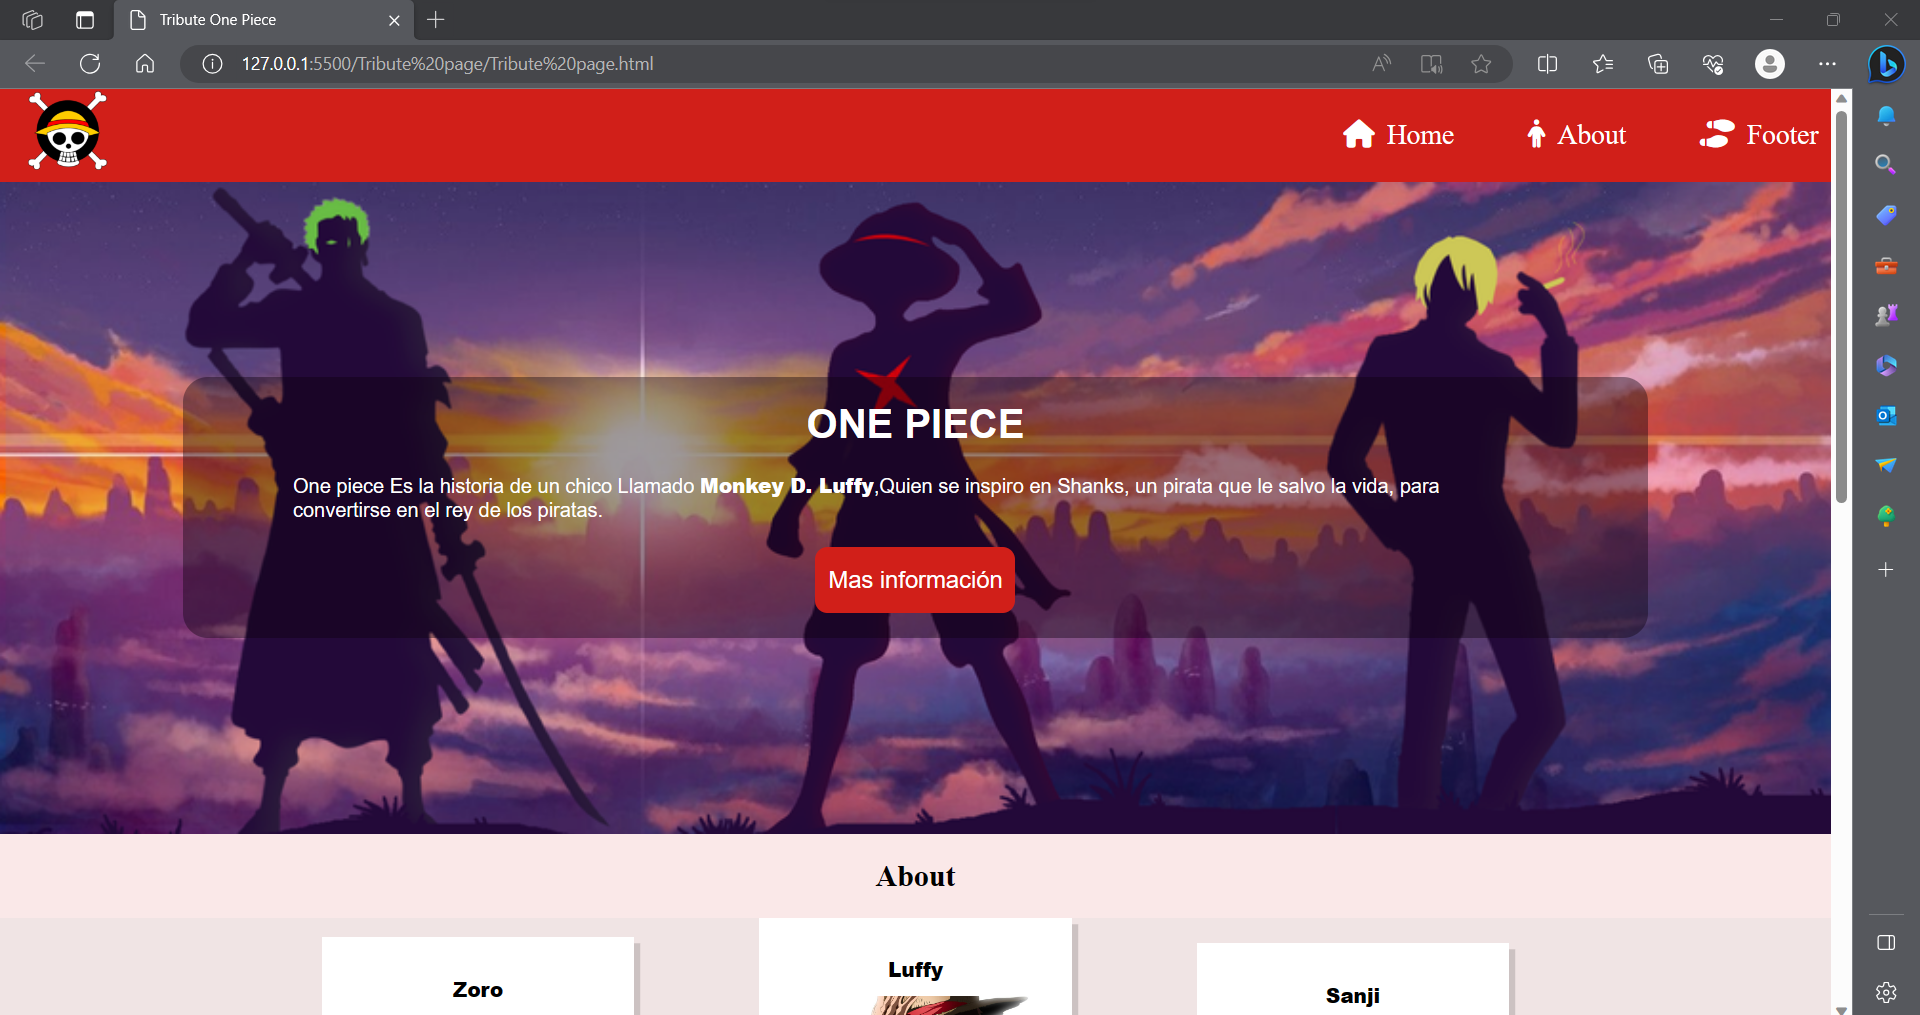 Tribute One Piece
127.0.0.1:5500/Tribute%20page/Tribute%20page.html
Home
About
Footer
ONE PIECE
One piece Es la historia de un chico Llamado Monkey D. Luffy,Quien se inspiro en Shanks, un pirata que le salvo la vida, para
convertirse en el rey de los piratas.
Mas información
About
Zoro
Luffy
Sanji